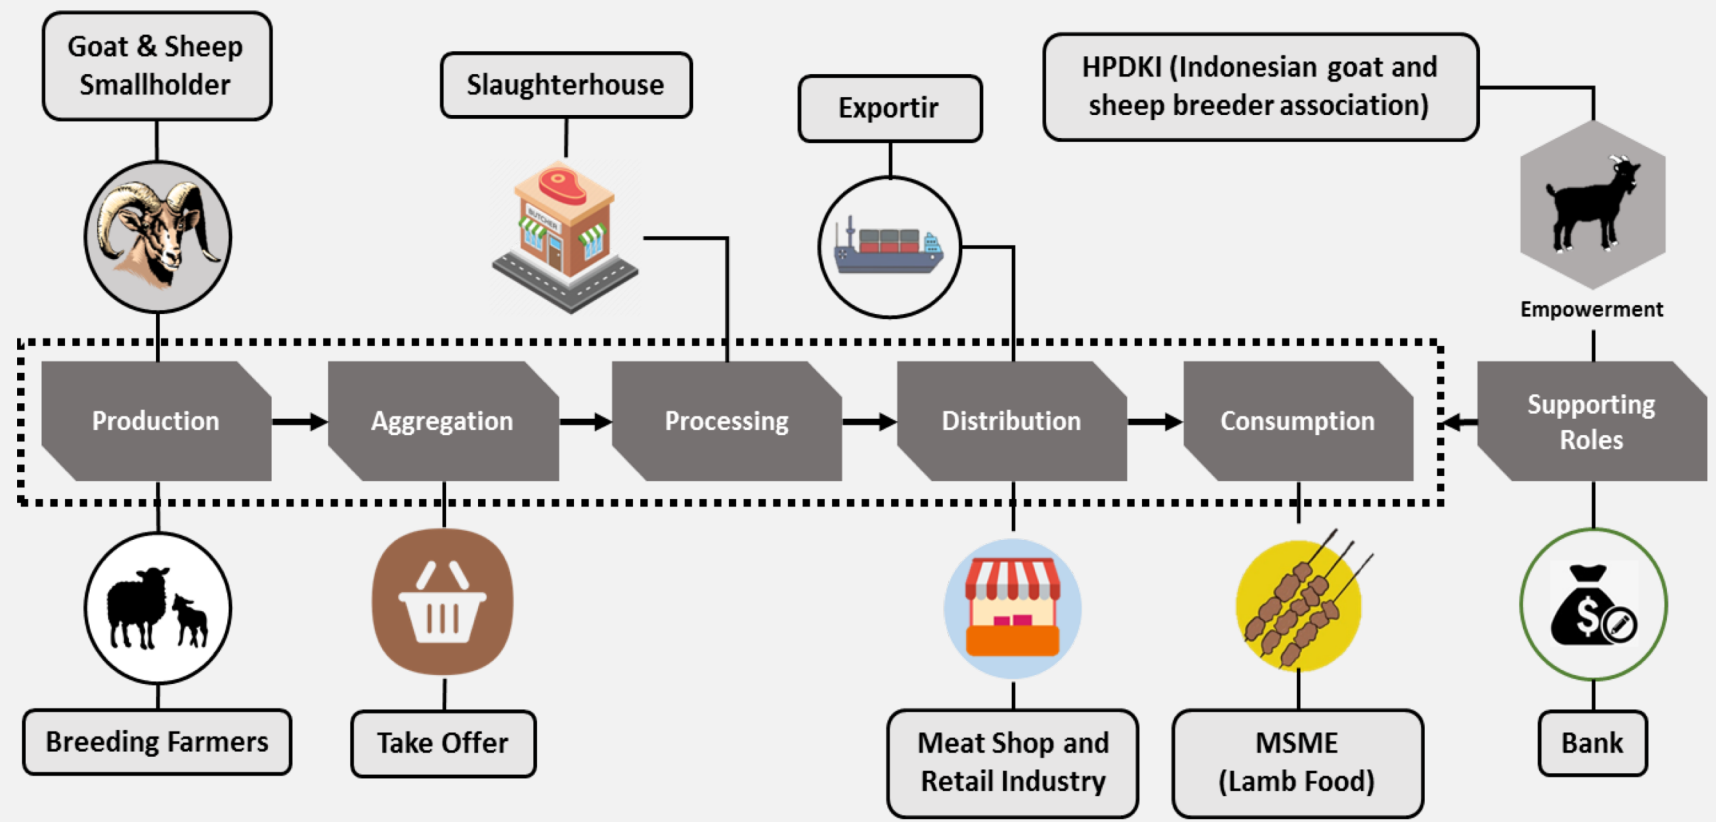 Goat & Sheep
Smallholder
Slaughterhouse
Exportir
HPDKI (Indonesian goat and
sheep breeder association)
BUTCHER
Empowerment
Production
Aggregation
Processing
Distribution
Consumption
Supporting
Roles
$
Breeding Farmers
Take Offer
Meat Shop and
Retail Industry
MSME
(Lamb Food)
Bank